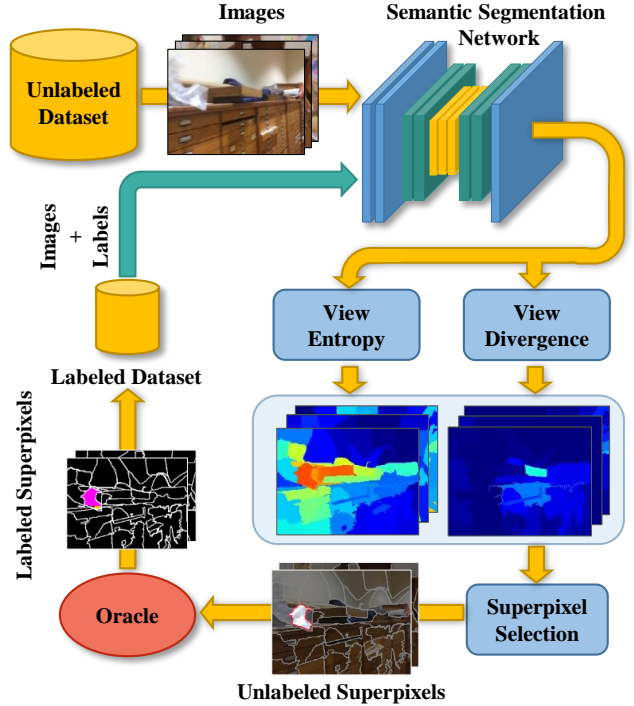 Images
Semantic Segmentation
Network
Unlabeled
Dataset
Images
+
Labels
View
Entropy
View
Divergence
Labeled Dataset
Labeled Superpixels
Oracle
Superpixel
Selection
Unlabeled Superpixels